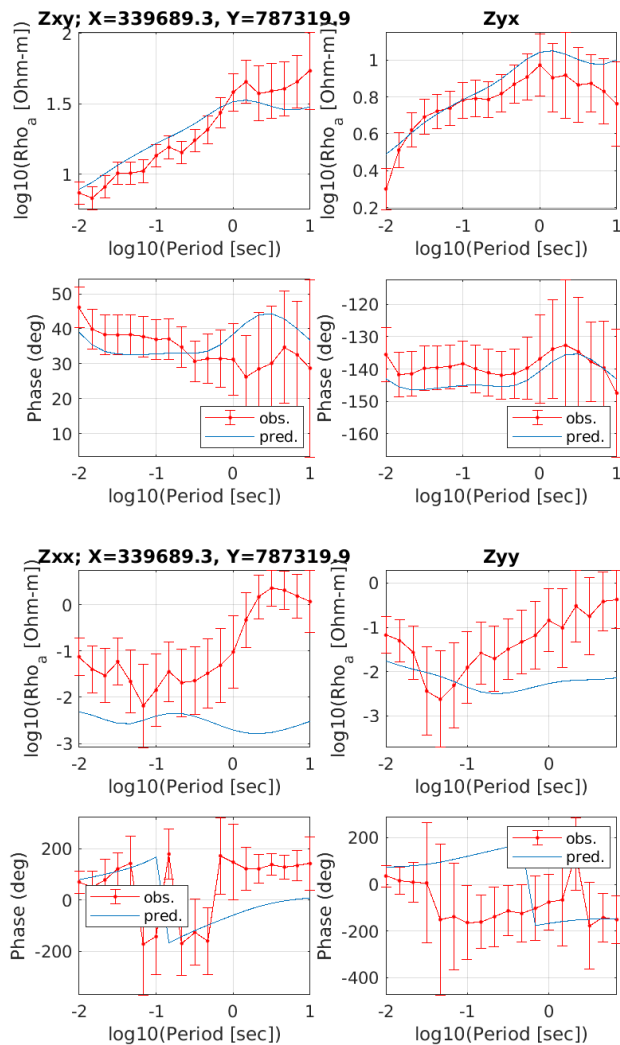 Zxy; X=339689.3, Y=787319.9
Zyx
log10(Rho_a [Ohm-m])
2
1.5
1
-2
-1
0
1
log10(Period [sec])
log10(Rho_a [Ohm-m])
1
0.8
0.6
0.4
0.2
-2
-1
0
1
log10(Period [sec])
Phase (deg)
50
40
30
20
10
obs.
pred.
-2
-1
0
1
log10(Period [sec])
Phase (deg)
-120
-130
-140
-150
-160
obs.
pred.
-2
-1
0
1
log10(Period [sec])
Zxx; X=339689.3, Y=787319.9
Zyy
log10(Rho_a [Ohm-m])
0
-1
-2
-3
-2
-1
0
1
log10(Period [sec])
log10(Rho_a [Ohm-m])
0
-1
-2
-3
-2
-1
0
log10(Period [sec])
Phase (deg)
200
0
-200
obs.
pred.
-2
-1
0
1
log10(Period [sec])
Phase (deg)
200
0
-200
-400
obs.
pred.
-2
-1
0
log10(Period [sec])